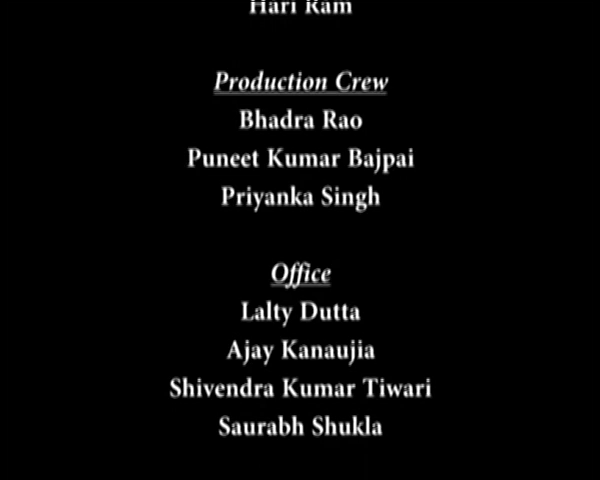 Hari Ram
Production Crew
Bhadra Rao
Puneet Kumar Bajpai
Priyanka Singh
Office
Lalty Dutta
Ajay Kanaujia
Shivendra Kumar Tiwari
Saurabh Shukla